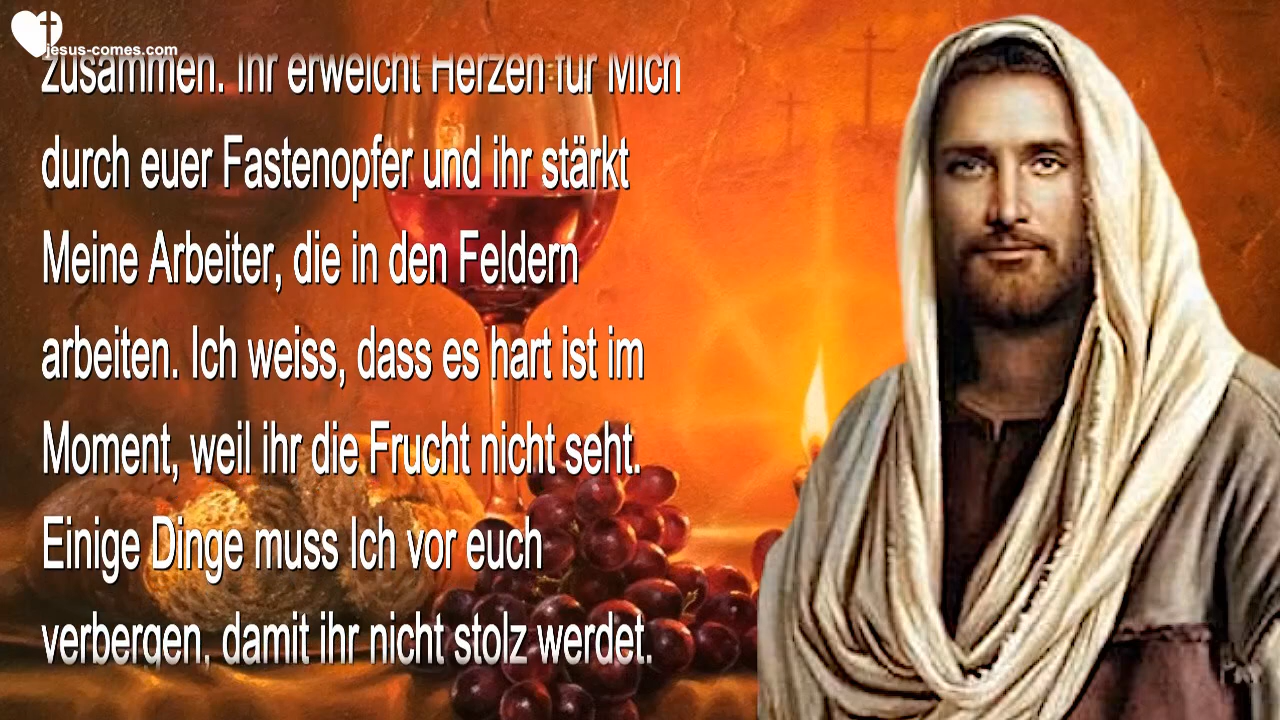 jesus-comes.com
zusammen. Ihr erweicht Herzen für Mich
durch euer Fastenopfer und ihr stärkt
Meine Arbeiter, die in den Feldern
arbeiten. Ich weiss, dass es hart ist im
Moment, weil ihr die Frucht nicht seht.
Einige Dinge muss Ich vor euch
verbergen, damit ihr nicht stolz werdet.